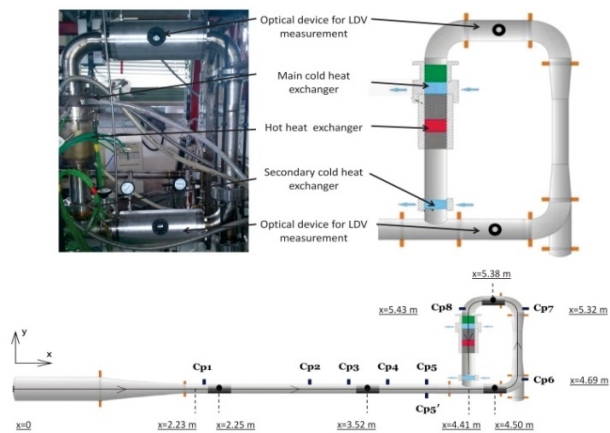 Optical device for LDV
measurement
Main cold heat
exchanger
Hot heat exchanger
Secondary cold heat
exchanger
Optical device for LDV
measurement
x=5.38 m
x=5.43 m
Cp8
Cp7
x=5.32 m
y
x
Cp1
Cp2
Cp3
Cp4
Cp5
Cp5'
Cp6
x=4.69 m
x=0
x=2.23 m
x=2.25 m
x=3.52 m
x=4.41 m
x=4.50 m